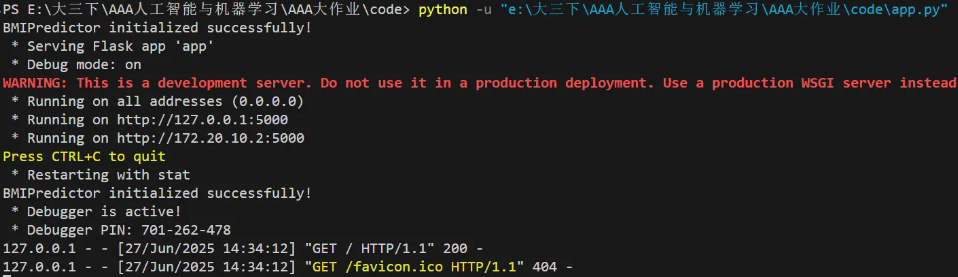 PS E:\大三下\AAA人工智能与机器学习\AAA大作业\code> python -u "e:\大三下\AAA人工智能与机器学习\AAA大作业\code\app.py"
BMIPredictor initialized successfully!
 * Serving Flask app 'app'
 * Debug mode: on
WARNING: This is a development server. Do not use it in a production deployment. Use a production WSGI server instead
 * Running on all addresses (0.0.0.0)
 * Running on http://127.0.0.1:5000
 * Running on http://172.20.10.2:5000
Press CTRL+C to quit
 * Restarting with stat
BMIPredictor initialized successfully!
 * Debugger is active!
 * Debugger PIN: 701-262-478
127.0.0.1 - - [27/Jun/2025 14:34:12] "GET / HTTP/1.1" 200 -
127.0.0.1 - - [27/Jun/2025 14:34:12] "GET /favicon.ico HTTP/1.1" 404 -